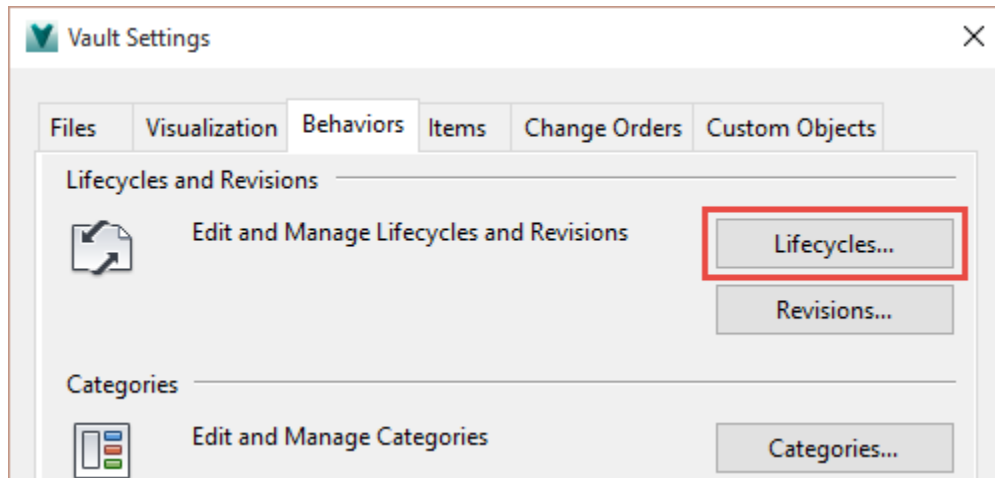 Vault Settings
Files Visualization Behaviors Items Change Orders Custom Objects
Lifecycles and Revisions
Edit and Manage Lifecycles and Revisions
Lifecycles...
Revisions...
Categories
Edit and Manage Categories
Categories...